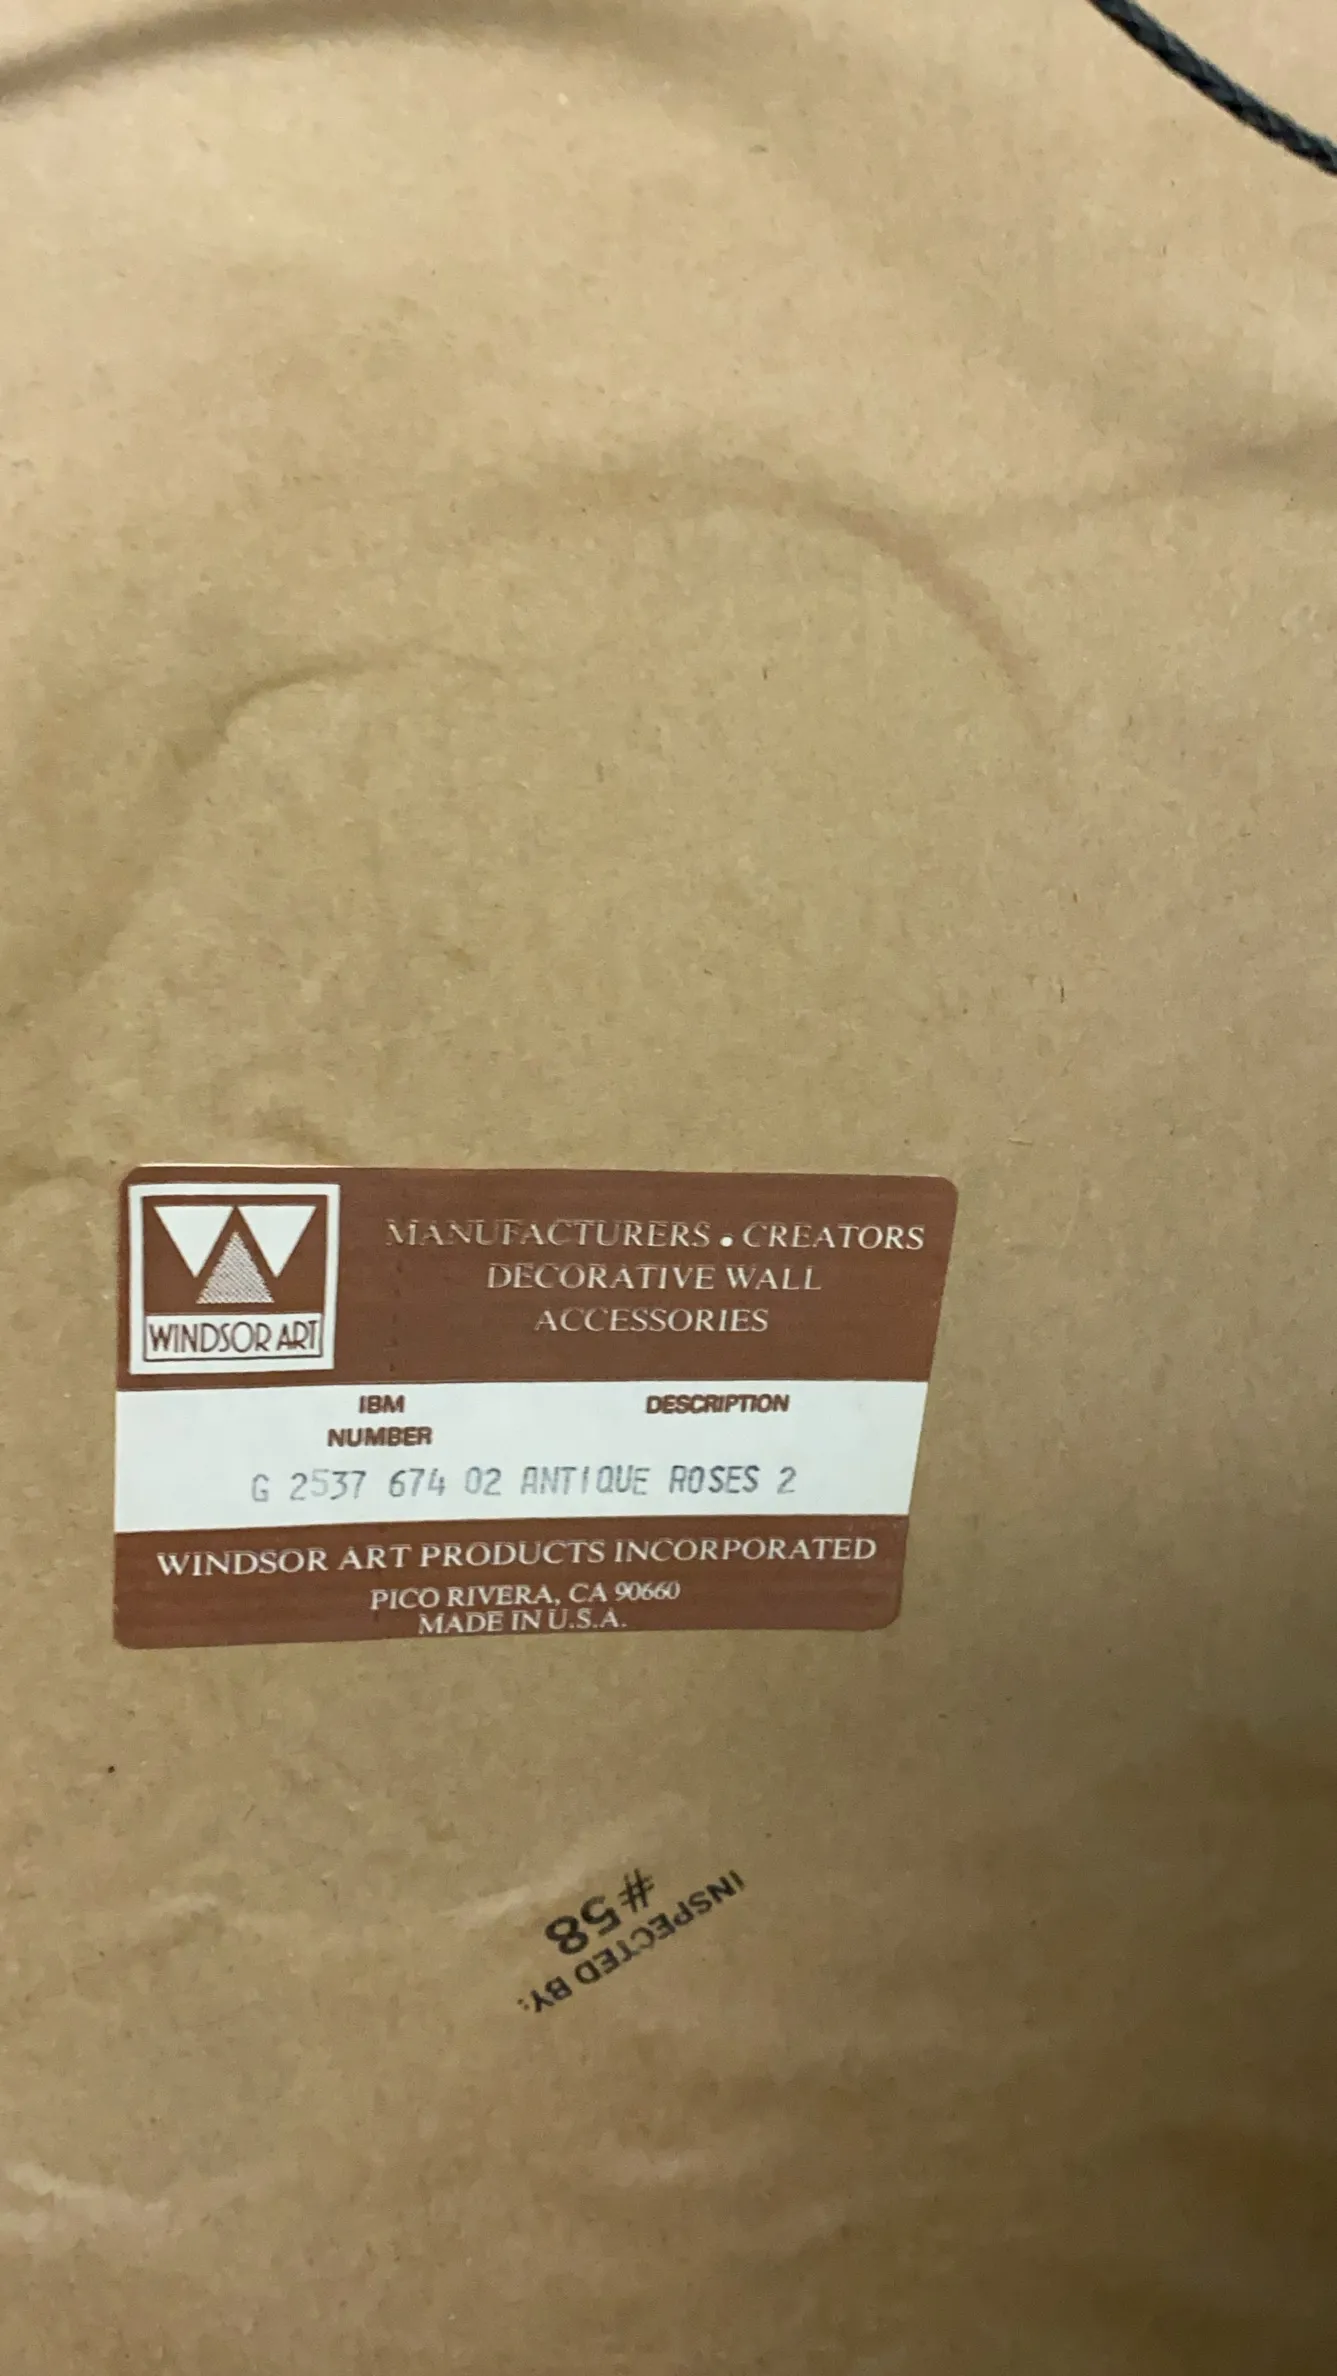 WINDSOR ART
MANUFACTURERS • CREATORS
DECORATIVE WALL
ACCESSORIES
IBM
NUMBER
DESCRIPTION
G 2537 674 02 ANTIQUE ROSES 2
WINDSOR ART PRODUCTS INCORPORATED
PICO RIVERA, CA 90660
MADE IN U.S.A.
INSPECTED BY:
#58